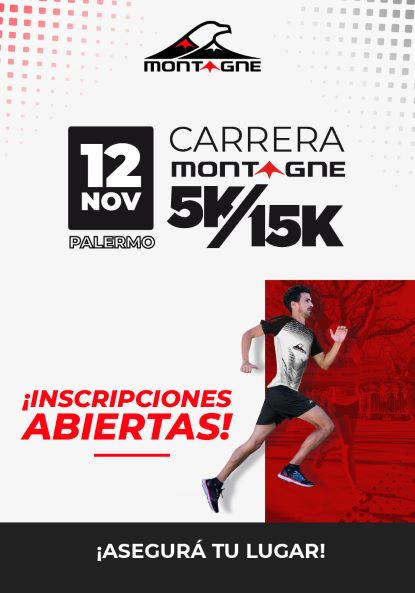 MONTAGNE
12
NOV
PALERMO
CARRERA
MONTAGNE
5K/15K
¡INSCRIPCIONES
ABIERTAS!
¡ASEGURÁ TU LUGAR!